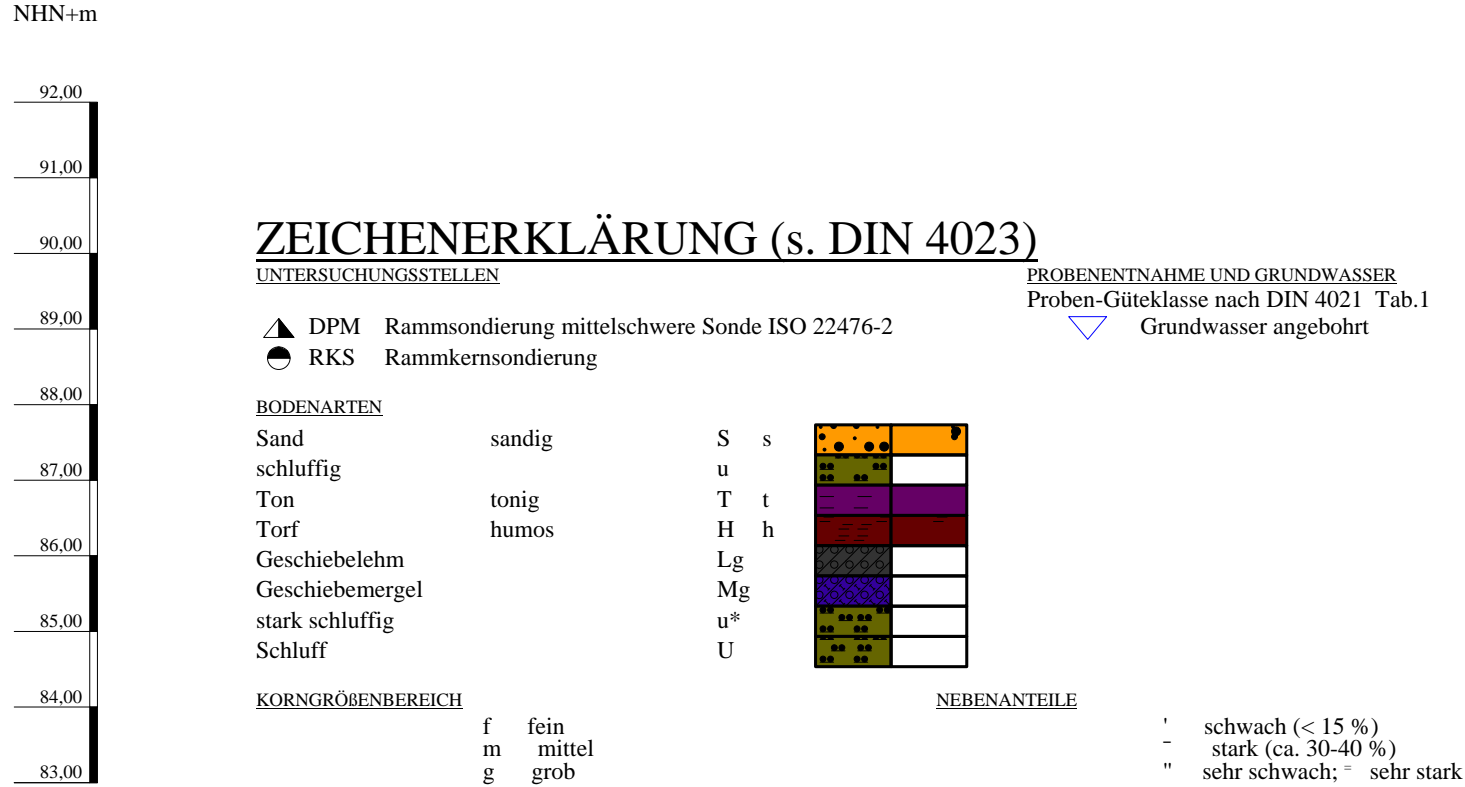 NHN+m
92,00
91,00
90,00
89,00
88,00
87,00
86,00
85,00
84,00
83,00
ZEICHENERKLÄRUNG (s. DIN 4023)
UNTERSUCHUNGSSTELLEN
DPM Rammsondierung mittelschwere Sonde ISO 22476-2
RKS Rammkernsondierung
PROBENENTNAHME UND GRUNDWASSER
Proben-Güteklasse nach DIN 4021 Tab.1
Grundwasser angebohrt
BODENARTEN
Sand sandig S s
schluffig u
Ton tonig T t
Torf humos H h
Geschiebelehm Lg
Geschiebemergel Mg
stark schluffig u*
Schluff U
KORNGRÖßENBEREICH
f fein
m mittel
g grob
NEBENANTEILE
' schwach (< 15 %)
‾ stark (ca. 30-40 %)
" sehr schwach; = sehr stark